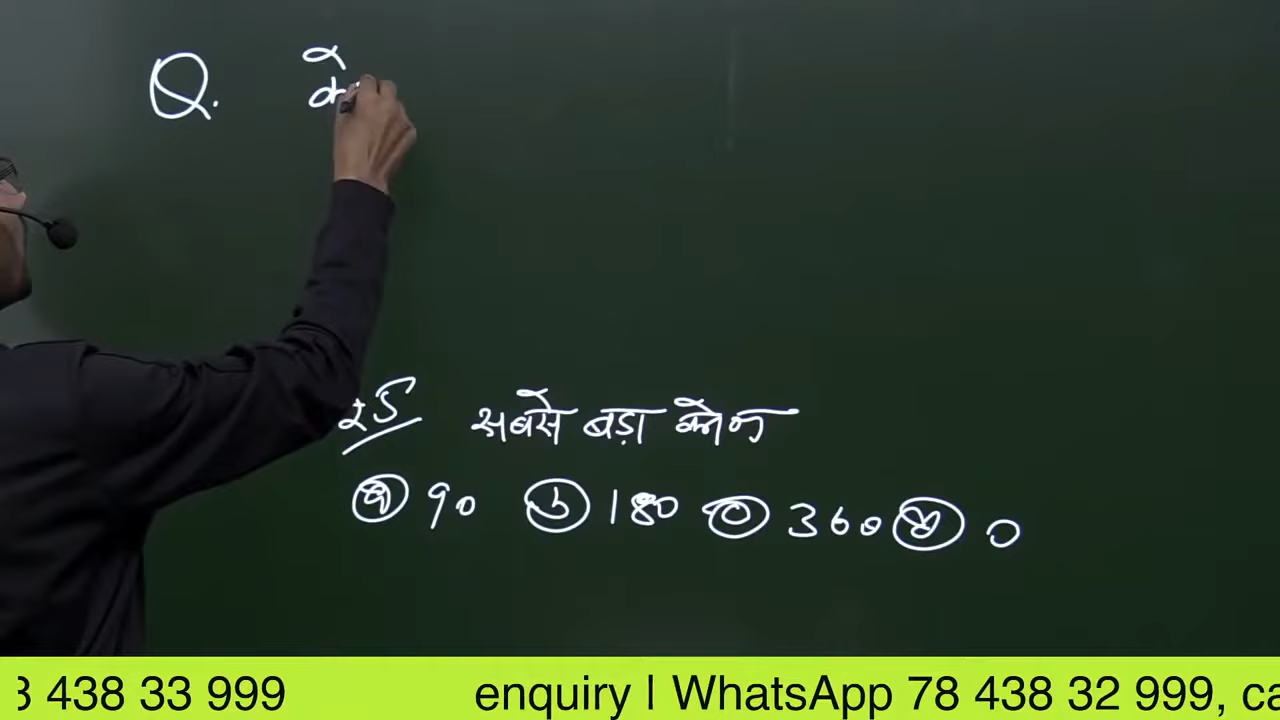 Q.
सबसे बड़ा कोण
(a) 90 (b) 180 (c) 360 (d) 0
3 438 33 999 enquiry | WhatsApp 78 438 32 999, ca